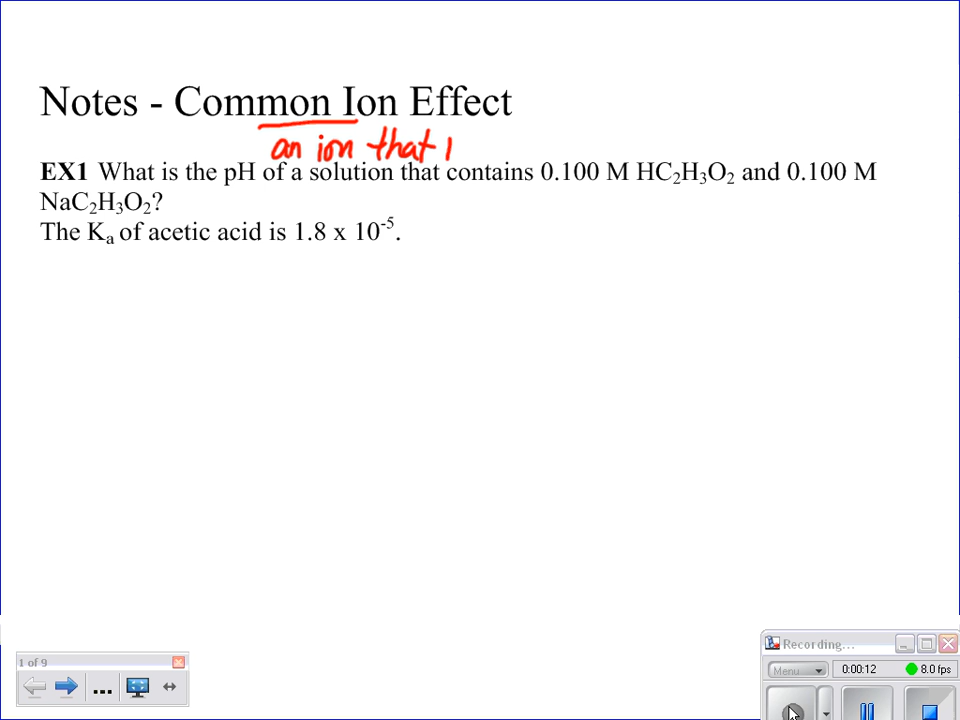 Notes - Common Ion Effect
an ion that
EX1 What is the pH of a solution that contains 0.100 M HC₂H₃O₂ and 0.100 M
NaC₂H₃O₂?
The Kₐ of acetic acid is 1.8 x 10⁻⁵.
1 of 9
Recording...
Menu
0:00:12
8.0 fps